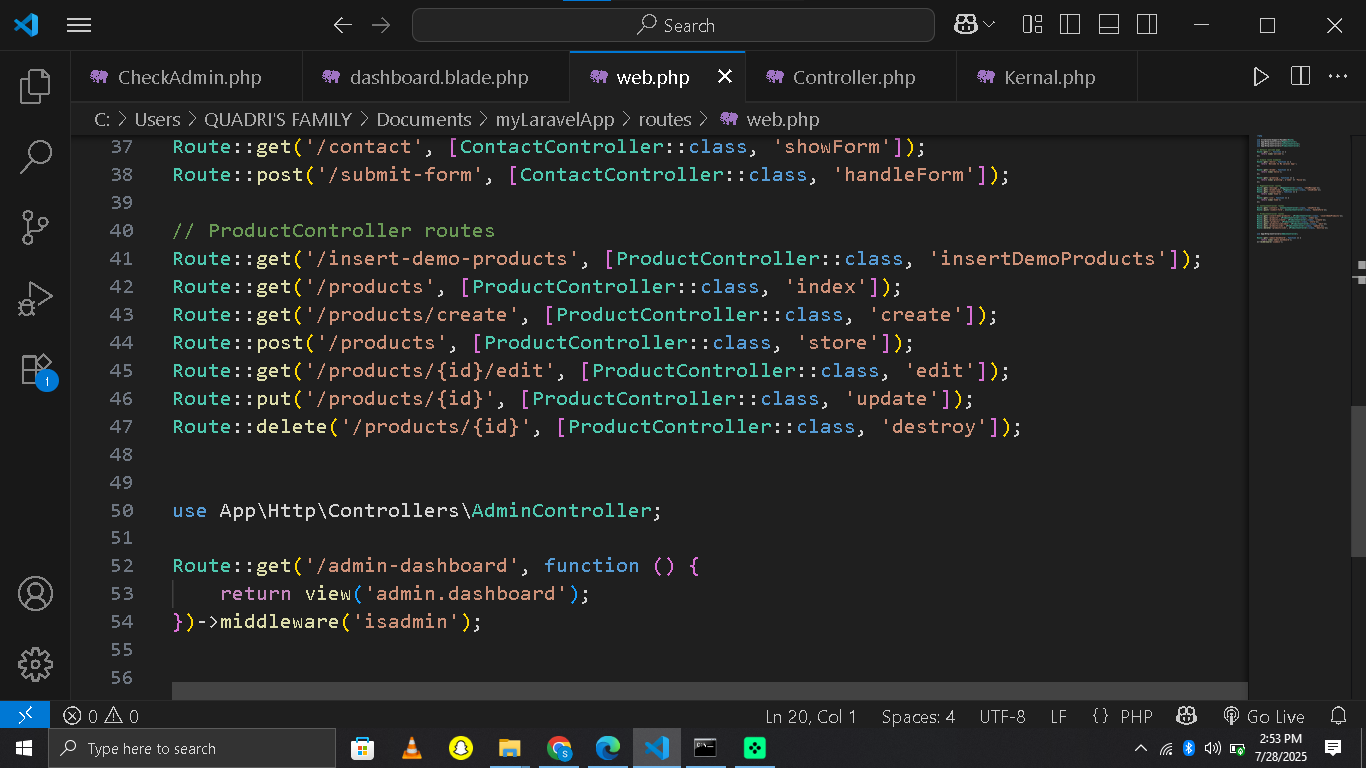 Search
CheckAdmin.php
dashboard.blade.php
web.php
Controller.php
Kernal.php
C: > Users > QUADRI'S FAMILY > Documents > myLaravelApp > routes > web.php
37 Route::get('/contact', [ContactController::class, 'showForm']);
38 Route::post('/submit-form', [ContactController::class, 'handleForm']);
39
40 // ProductController routes
41 Route::get('/insert-demo-products', [ProductController::class, 'insertDemoProducts']);
42 Route::get('/products', [ProductController::class, 'index']);
43 Route::get('/products/create', [ProductController::class, 'create']);
44 Route::post('/products', [ProductController::class, 'store']);
45 Route::get('/products/{id}/edit', [ProductController::class, 'edit']);
46 Route::put('/products/{id}', [ProductController::class, 'update']);
47 Route::delete('/products/{id}', [ProductController::class, 'destroy']);
48
49
50 use App\Http\Controllers\AdminController;
51
52 Route::get('/admin-dashboard', function () {
53     return view('admin.dashboard');
54 })->middleware('isadmin');
55
56
1
0 0
Ln 20, Col 1
Spaces: 4
UTF-8
LF
{} PHP
Go Live
Type here to search
2:53 PM
7/28/2025